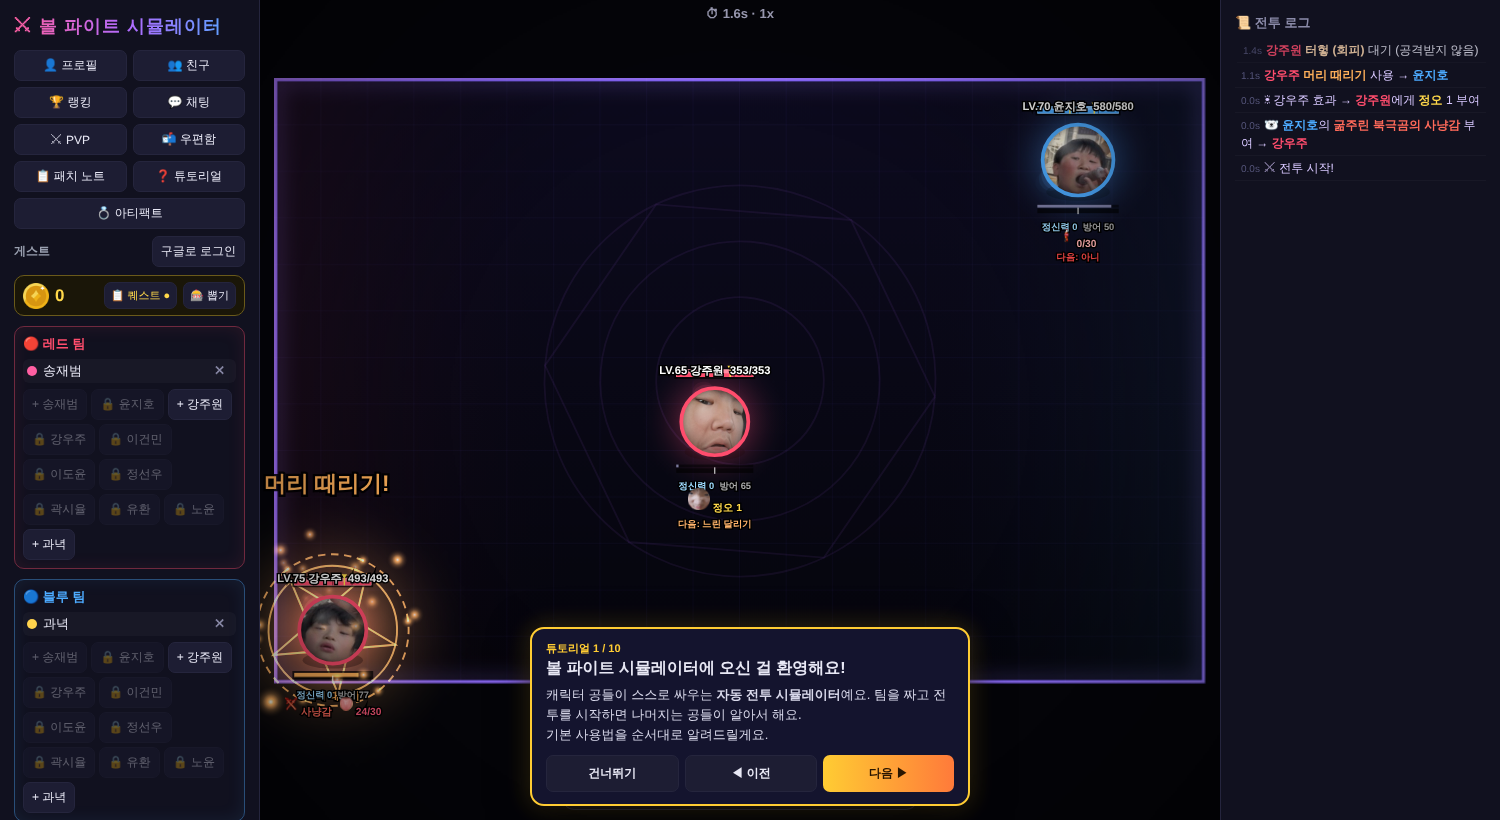 ⚔ 볼 파이트 시뮬레이터
👤 프로필
👥 친구
🏆 랭킹
💬 채팅
⚔ PVP
📬 우편함
📋 패치 노트
❓ 튜토리얼
💍 아티팩트
게스트
구글로 로그인
0
📋 퀘스트 ●
🎰 뽑기
🔴 레드 팀
송재범 ✕
+ 송재범
🔒 윤지호
+ 강주원
🔒 강우주
🔒 이건민
🔒 이도윤
🔒 정선우
🔒 곽시율
🔒 유환
🔒 노윤
+ 과녁
🔵 블루 팀
과녁 ✕
+ 송재범
🔒 윤지호
+ 강주원
🔒 강우주
🔒 이건민
🔒 이도윤
🔒 정선우
🔒 곽시율
🔒 유환
🔒 노윤
+ 과녁
⏱ 1.6s · 1x
LV.70 윤지호 580/580
정신력 0 방어 50
0/30
다음: 아니
LV.65 강주원 353/353
정신력 0 방어 65
정오 1
다음: 느린 달리기
머리 때리기!
LV.75 강우주 493/493
정신력 0 방어 77
사냥감 24/30
튜토리얼 1 / 10
볼 파이트 시뮬레이터에 오신 걸 환영해요!
캐릭터 공들이 스스로 싸우는 자동 전투 시뮬레이터예요. 팀을 짜고 전
투를 시작하면 나머지는 공들이 알아서 해요.
기본 사용법을 순서대로 알려드릴게요.
건너뛰기
◀ 이전
다음 ▶
📜 전투 로그
1.4s 강주원 터헣 (회피) 대기 (공격받지 않음)
1.1s 강우주 머리 때리기 사용 → 윤지호
0.0s 강우주 효과 → 강주원에게 정오 1 부여
0.0s 🐻‍❄️ 윤지호의 굶주린 북극곰의 사냥감 부
여 → 강우주
0.0s ⚔ 전투 시작!